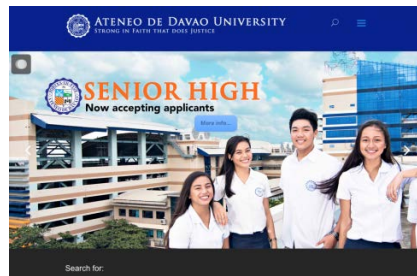 ATENEO DE DAVAO UNIVERSITY
STRONG IN FAITH THAT DOES JUSTICE
SENIOR HIGH
Now accepting applicants
More info...
Search for: